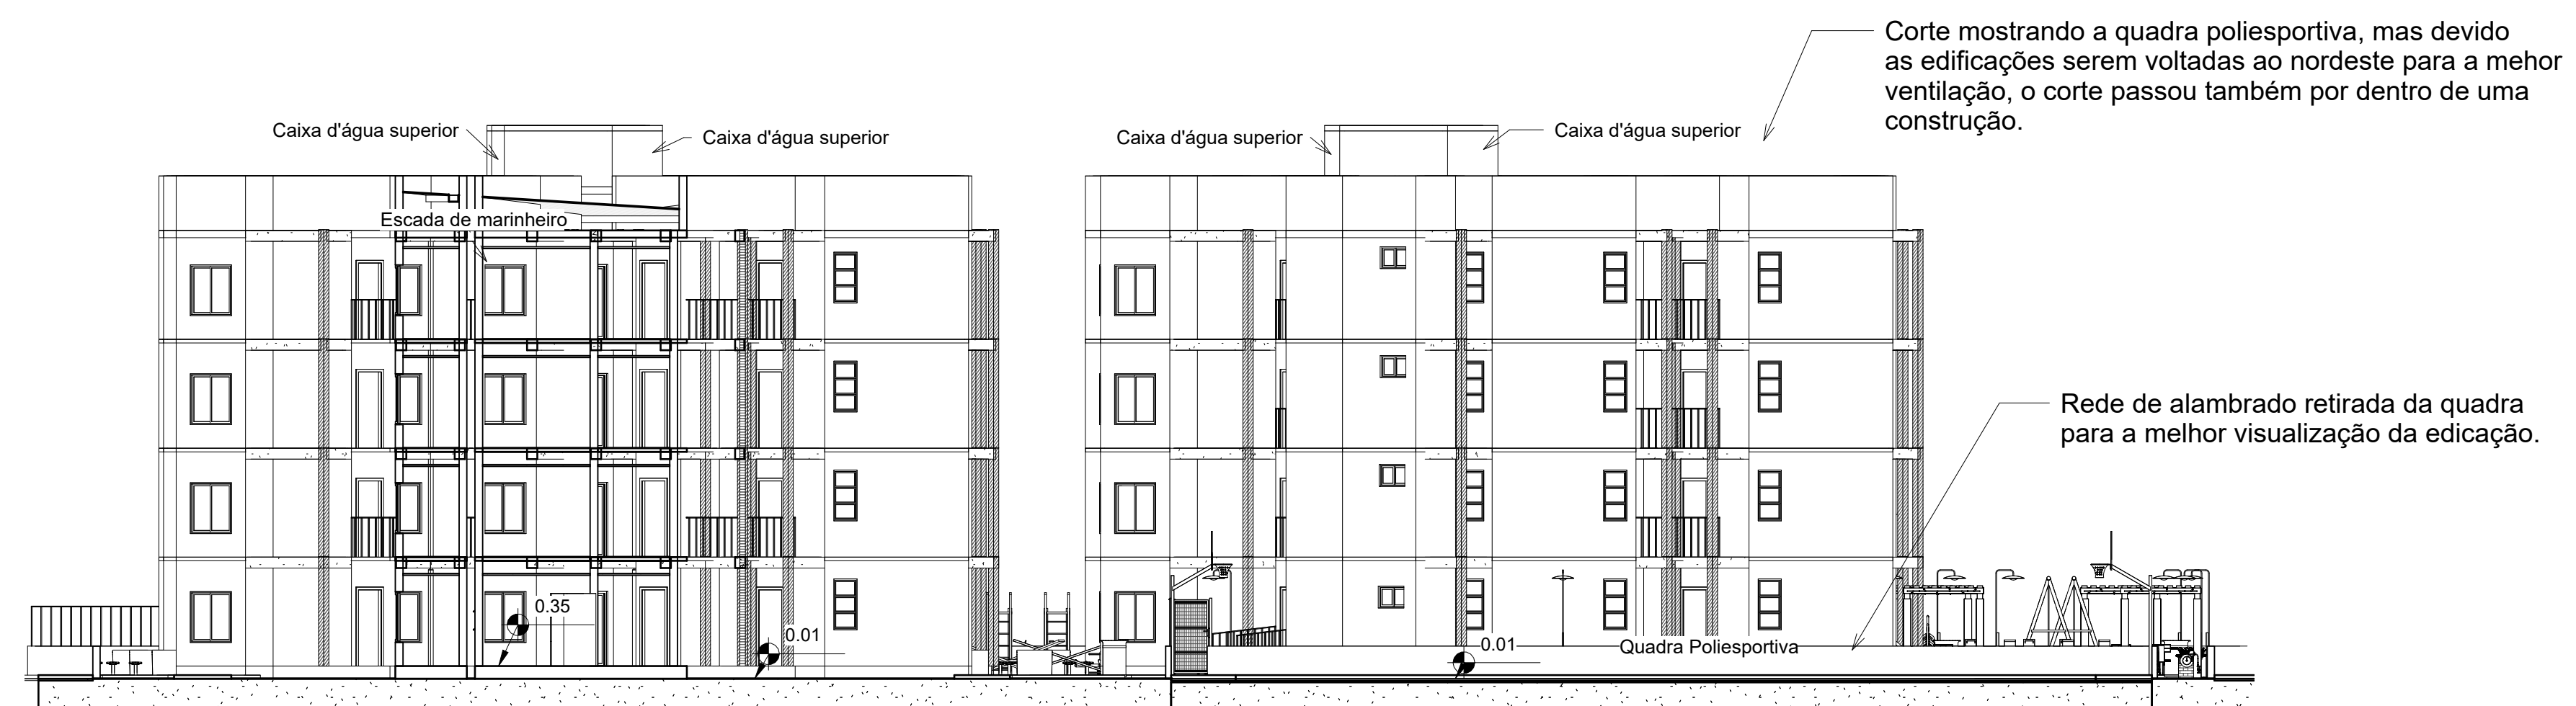 Corte mostrando a quadra poliesportiva, mas devido
as edificações serem voltadas ao nordeste para a mehor
ventilação, o corte passou também por dentro de uma
construção.
Caixa d'água superior
Caixa d'água superior
Caixa d'água superior
Caixa d'água superior
Escada de marinheiro
Rede de alambrado retirada da quadra
para a melhor visualização da edicação.
0.35
0.01
0.01
Quadra Poliesportiva